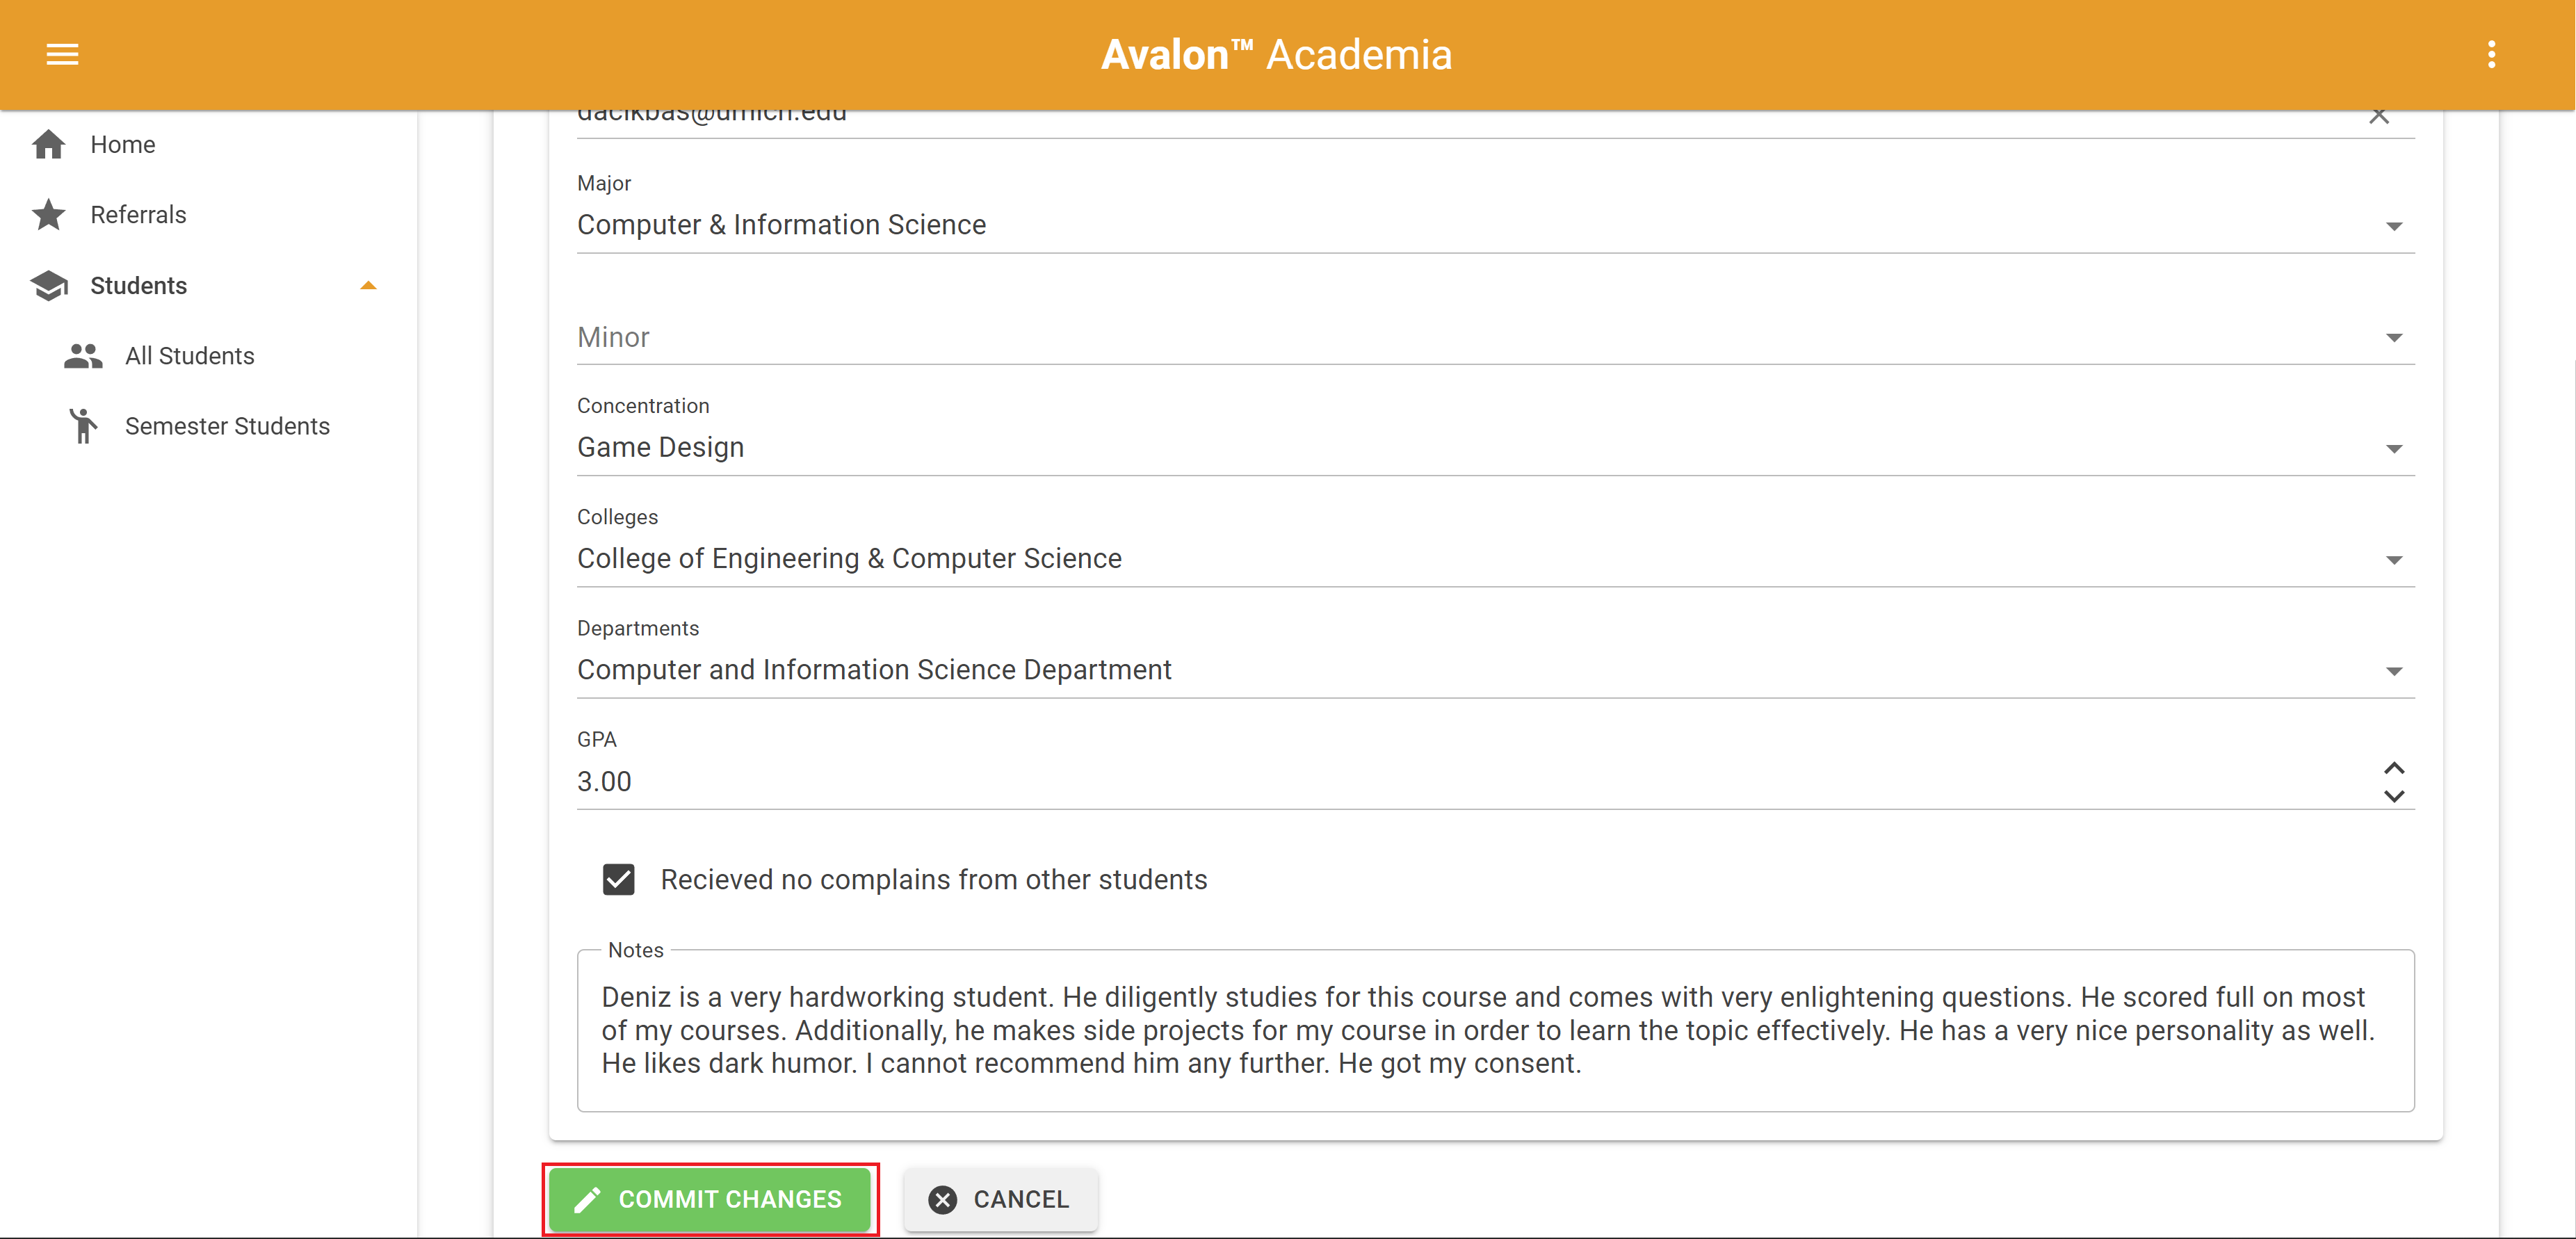 Avalon™ Academia
Home
Referrals
Students
All Students
Semester Students
dacikbas@umich.edu
Major
Computer & Information Science
Minor
Concentration
Game Design
Colleges
College of Engineering & Computer Science
Departments
Computer and Information Science Department
GPA
3.00
Recieved no complains from other students
Notes
Deniz is a very hardworking student. He diligently studies for this course and comes with very enlightening questions. He scored full on most
of my courses. Additionally, he makes side projects for my course in order to learn the topic effectively. He has a very nice personality as well.
He likes dark humor. I cannot recommend him any further. He got my consent.
COMMIT CHANGES
CANCEL